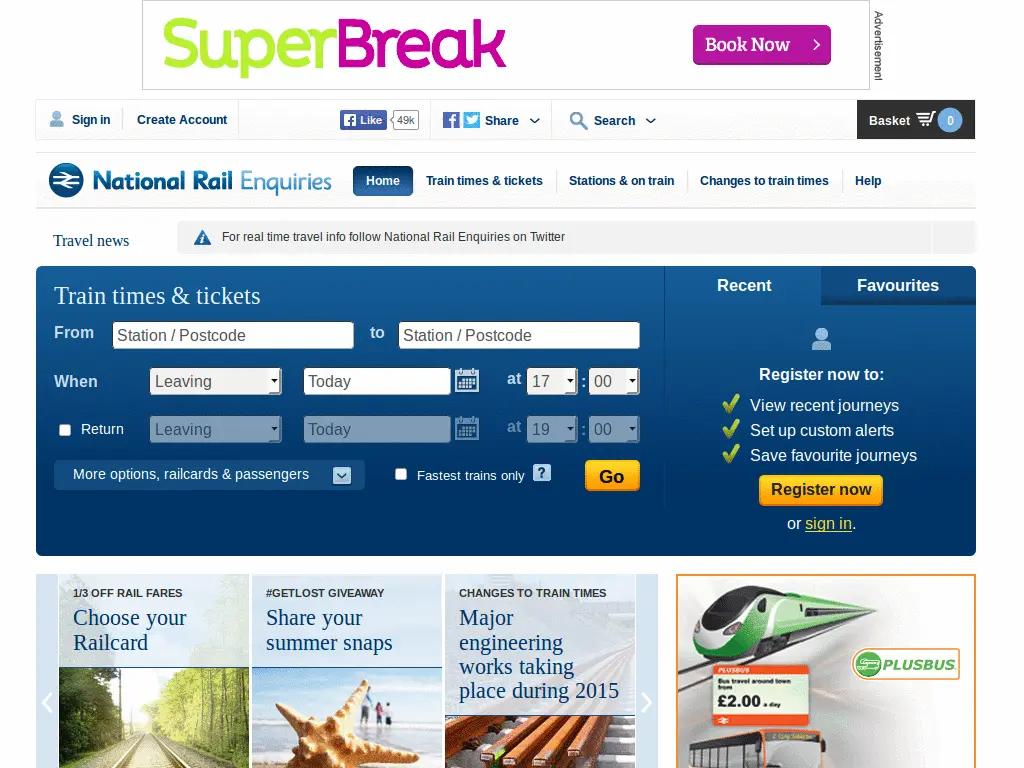 SuperBreak
Book Now
Advertisement
Sign in
Create Account
Like
49k
Share
Search
Basket
0
National Rail Enquiries
Home
Train times & tickets
Stations & on train
Changes to train times
Help
Travel news
For real time travel info follow National Rail Enquiries on Twitter
Train times & tickets
From
Station / Postcode
to
Station / Postcode
When
Leaving
Today
at
17
:
00
Return
Leaving
Today
at
19
:
00
More options, railcards & passengers
Fastest trains only
?
Go
Recent
Favourites
Register now to:
View recent journeys
Set up custom alerts
Save favourite journeys
Register now
or sign in.
1/3 OFF RAIL FARES
Choose your
Railcard
#GETLOST GIVEAWAY
Share your
summer snaps
CHANGES TO TRAIN TIMES
Major
engineering
works taking
place during 2015
PLUSBUS
Bus travel around town
from
£2.00 a day
PLUSBUS